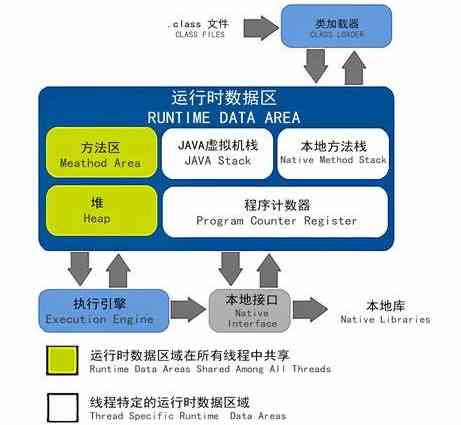 .class 文件
CLASS FILES
类加载器
CLASS LOADER
运行时数据区
RUNTIME DATA AREA
方法区
Meathod Area
JAVA虚拟机栈
JAVA Stack
本地方法栈
Native Method Stack
堆
Heap
程序计数器
Program Counter Register
执行引擎
Execution Engine
本地接口
Native
Interface
本地库
Native Libraries
运行时数据区域在所有线程中共享
Runtime Data Areas Shared Among All Threads
线程特定的运行时数据区域
Thread Specific Runtime Data Areas